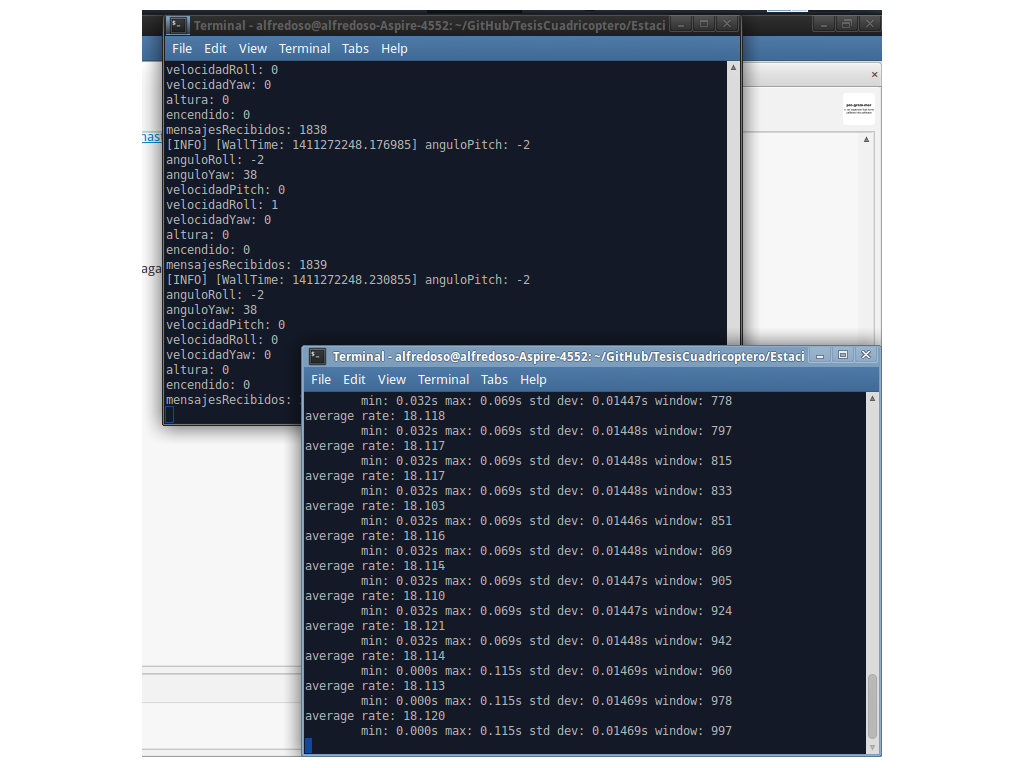 Terminal - alfredoso@alfredoso-Aspire-4552: ~/GitHub/TesisCuadricoptero/Estaci
File Edit View Terminal Tabs Help
velocidadRoll: 0
velocidadYaw: 0
altura: 0
encendido: 0
mensajesRecibidos: 1838
[INFO] [WallTime: 1411272248.176985] anguloPitch: -2
anguloRoll: -2
anguloYaw: 38
velocidadPitch: 0
velocidadRoll: 1
velocidadYaw: 0
altura: 0
encendido: 0
mensajesRecibidos: 1839
[INFO] [WallTime: 1411272248.230855] anguloPitch: -2
anguloRoll: -2
anguloYaw: 38
velocidadPitch: 0
velocidadRoll: 0
velocidadYaw: 0
altura: 0
encendido: 0
mensajesRecibidos:
Terminal - alfredoso@alfredoso-Aspire-4552: ~/GitHub/TesisCuadricoptero/Estaci
File Edit View Terminal Tabs Help
min: 0.032s max: 0.069s std dev: 0.01447s window: 778
average rate: 18.118
min: 0.032s max: 0.069s std dev: 0.01448s window: 797
average rate: 18.117
min: 0.032s max: 0.069s std dev: 0.01448s window: 815
average rate: 18.117
min: 0.032s max: 0.069s std dev: 0.01448s window: 833
average rate: 18.103
min: 0.032s max: 0.069s std dev: 0.01446s window: 851
average rate: 18.116
min: 0.032s max: 0.069s std dev: 0.01448s window: 869
average rate: 18.115
min: 0.032s max: 0.069s std dev: 0.01447s window: 905
average rate: 18.110
min: 0.032s max: 0.069s std dev: 0.01447s window: 924
average rate: 18.121
min: 0.032s max: 0.069s std dev: 0.01448s window: 942
average rate: 18.114
min: 0.000s max: 0.115s std dev: 0.01469s window: 960
average rate: 18.113
min: 0.000s max: 0.115s std dev: 0.01469s window: 978
average rate: 18.120
min: 0.000s max: 0.115s std dev: 0.01469s window: 997
nas
aga
pro·gram·mer